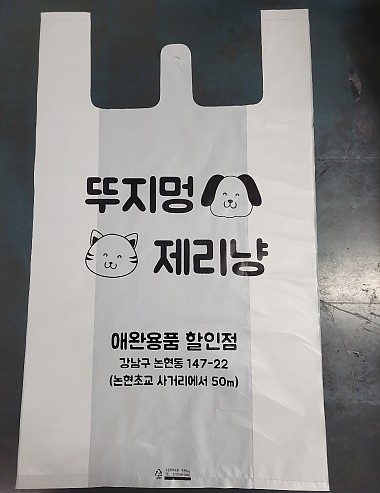 뚜지멍
제리냥
애완용품 할인점
강남구 논현동 147-22
(논현초교 사거리에서 50m)